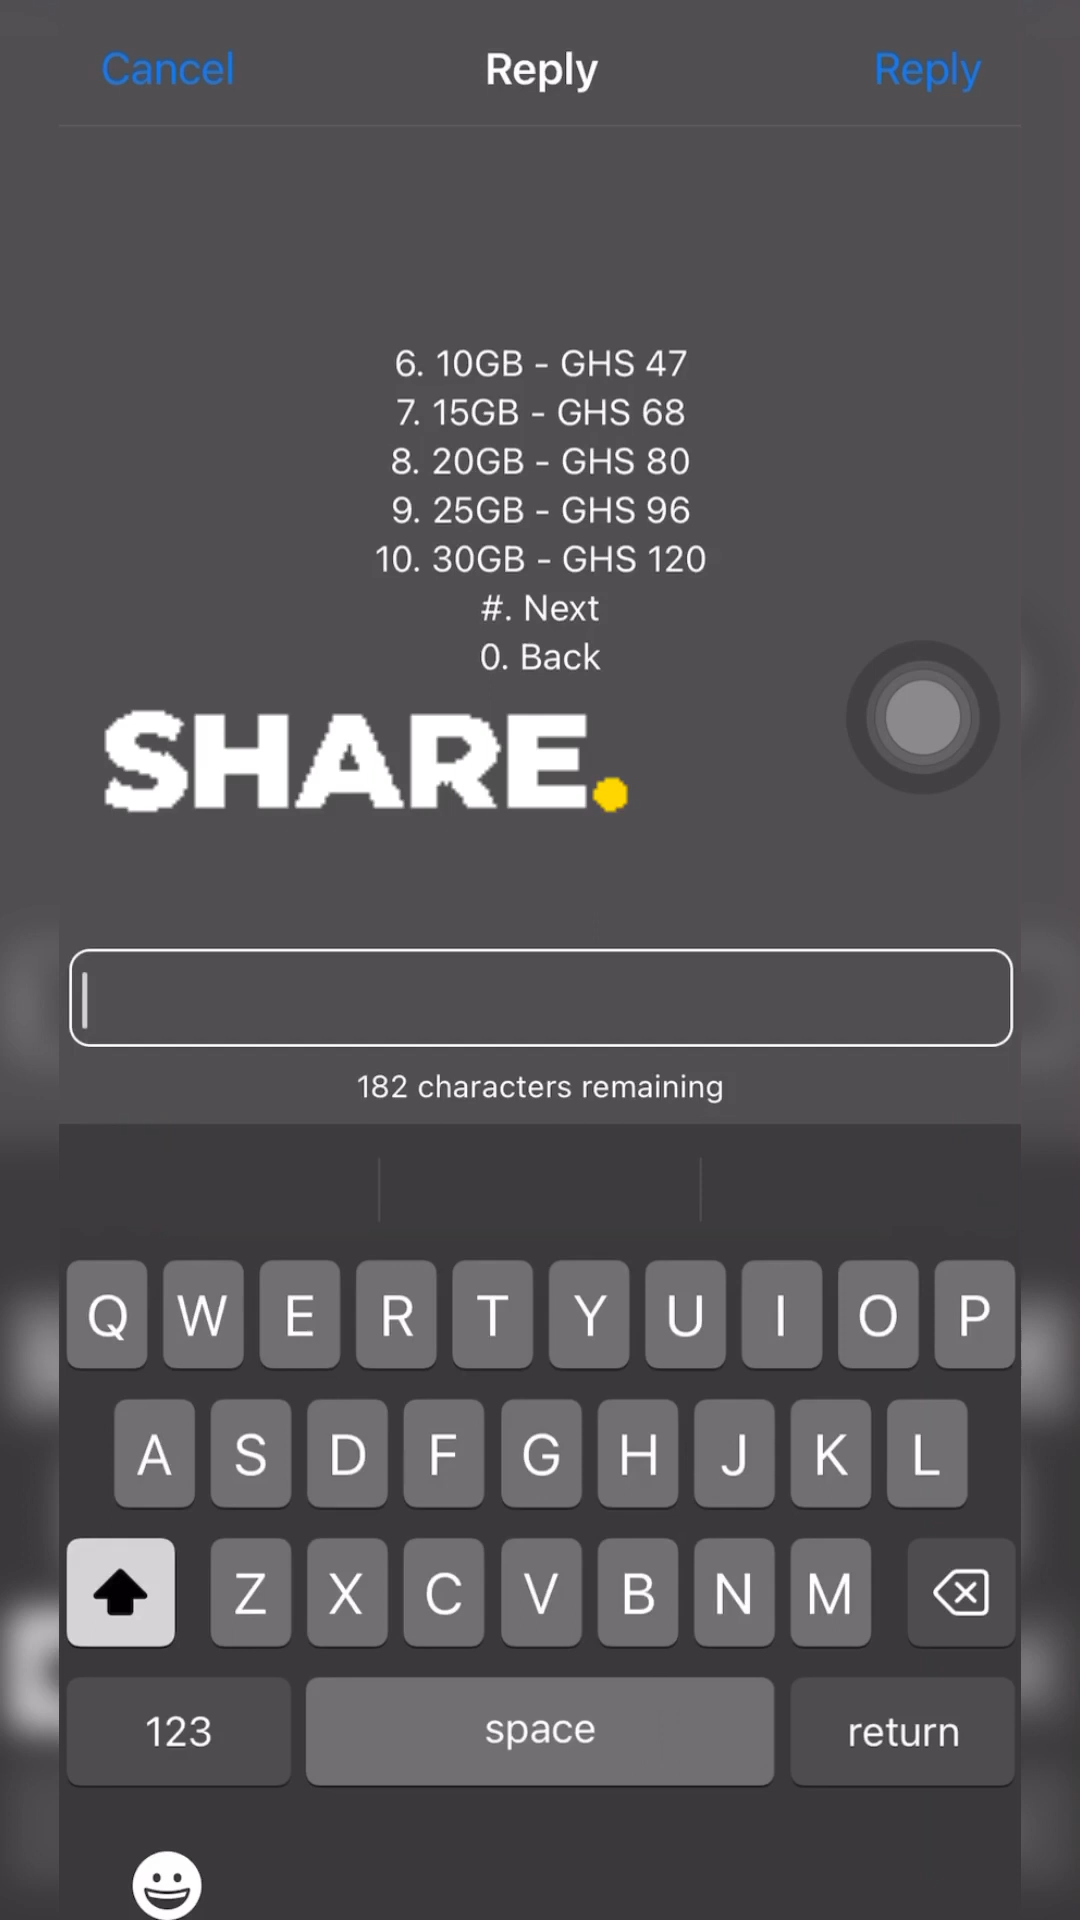 Cancel Reply Reply
6. 10GB - GHS 47
7. 15GB - GHS 68
8. 20GB - GHS 80
9. 25GB - GHS 96
10. 30GB - GHS 120
#. Next
0. Back
SHARE.
182 characters remaining
Q W E R T Y U I O P
A S D F G H J K L
Z X C V B N M
123 space return